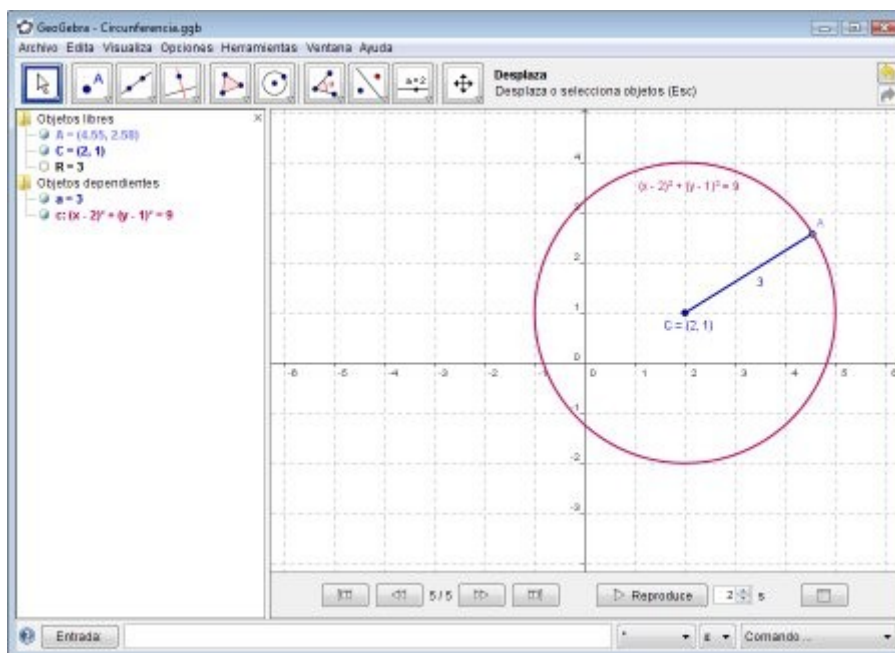 GeoGebra - Circunferencia.ggb
Archivo Edita Visualiza Opciones Herramientas Ventana Ayuda
A
a=2
Desplaza
Desplaza o selecciona objetos (Esc)
Objetos libres
A = (4.55, 2.58)
C = (2, 1)
R = 3
Objetos dependientes
a = 3
c: (x - 2)² + (y - 1)² = 9
4
(x - 2)² + (y - 1)² = 9
3
A
2
3
1
C = (2, 1)
0
-6 -5 -4 -3 -2 -1 0 1 2 3 4 5 6
-1
-2
-3
5 / 5
Reproduce
2 s
Entrada:
Comando ...